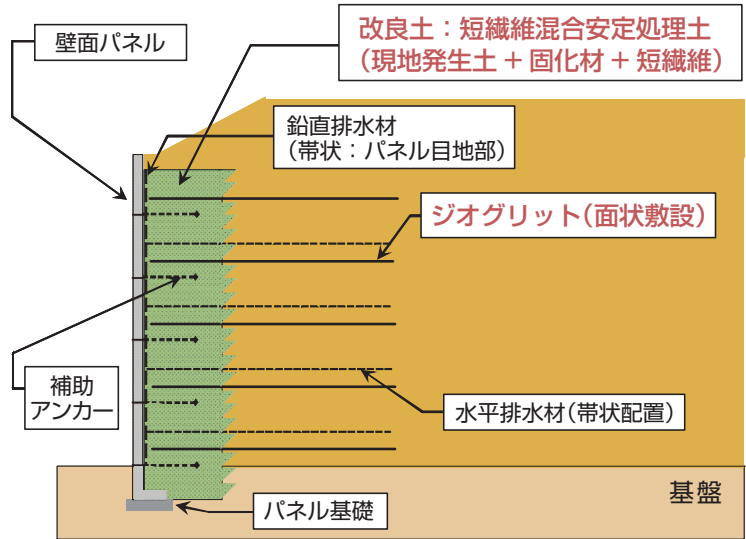 壁面パネル
改良土：短繊維混合安定処理土
（現地発生土＋固化材＋短繊維）
鉛直排水材
（帯状：パネル目地部）
ジオグリット（面状敷設）
補助
アンカー
水平排水材（帯状配置）
パネル基礎
基盤